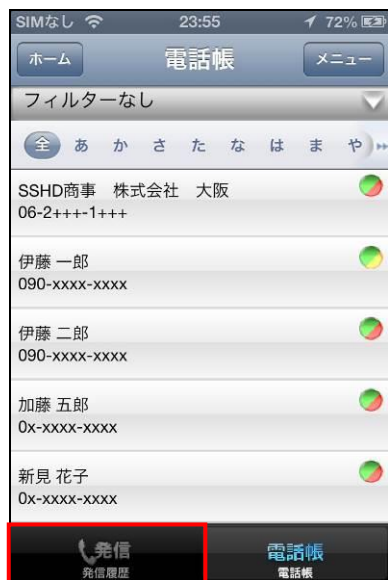 SIMなし 23:55 72%
ホーム 電話帳 メニュー
フィルターなし
全 あ か さ た な は ま や
SSHD商事 株式会社 大阪
06-2+++-1+++
伊藤 一郎
090-xxxx-xxxx
伊藤 二郎
090-xxxx-xxxx
加藤 五郎
0x-xxxx-xxxx
新見 花子
0x-xxxx-xxxx
発信 電話帳
発信履歴 電話帳